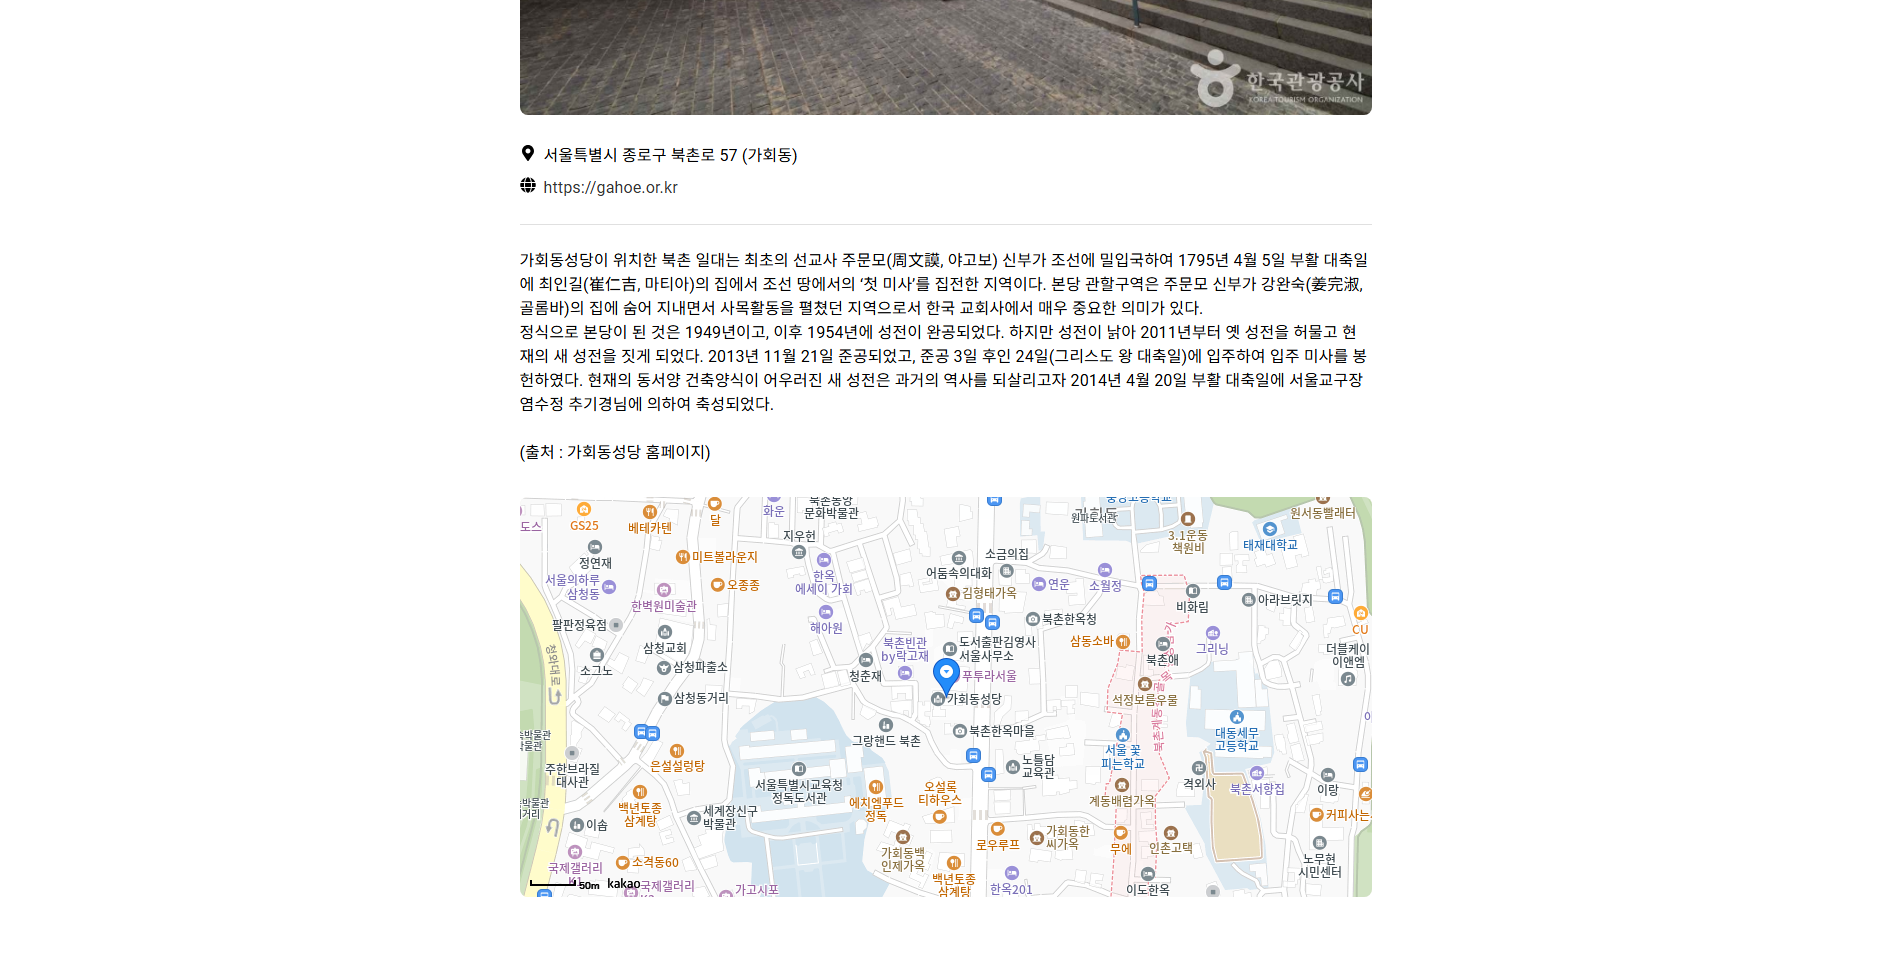 한국관광공사
KOREA TOURISM ORGANIZATION
서울특별시 종로구 북촌로 57 (가회동)
https://gahoe.or.kr
가회동성당이 위치한 북촌 일대는 최초의 선교사 주문모(周文謨, 야고보) 신부가 조선에 밀입국하여 1795년 4월 5일 부활 대축일
에 최인길(崔仁吉, 마티아)의 집에서 조선 땅에서의 ‘첫 미사’를 집전한 지역이다. 본당 관할구역은 주문모 신부가 강완숙(姜完淑,
골롬바)의 집에 숨어 지내면서 사목활동을 펼쳤던 지역으로서 한국 교회사에서 매우 중요한 의미가 있다.
정식으로 본당이 된 것은 1949년이고, 이후 1954년에 성전이 완공되었다. 하지만 성전이 낡아 2011년부터 옛 성전을 허물고 현
재의 새 성전을 짓게 되었다. 2013년 11월 21일 준공되었고, 준공 3일 후인 24일(그리스도 왕 대축일)에 입주하여 입주 미사를 봉
헌하였다. 현재의 동서양 건축양식이 어우러진 새 성전은 과거의 역사를 되살리고자 2014년 4월 20일 부활 대축일에 서울교구장
염수정 추기경님에 의하여 축성되었다.
(출처 : 가회동성당 홈페이지)
북촌동양
문화박물관
화운
달
GS25
베테카텐
도스
중앙고등학교
원파도서관
가회동
3.1운동
책원비
원서동빨래터
태재대학교
정연재
미트볼라운지
지우헌
한옥
에세이 가회
소금의집
어둠속의대화
서울의하루
삼청동
오종종
김형태가옥
연운
소월정
한벽원미술관
비화림
아라브릿지
팔판정육점
해아원
북촌한옥청
CU
삼청교회
북촌빈관
by락고재
도서출판김영사
서울사무소
삼동소바
그리닝
더블케이
이앤엠
소그노
삼청파출소
청춘재
푸투라서울
북촌애
청와대로
삼청동거리
가회동성당
석정보름우물
그랑핸드 북촌
북촌한옥마을
대동세무
고등학교
주한브라질
대사관
은설설렁탕
노틀담
교육관
서울 꽃
피는학교
서울특별시교육청
정독도서관
에치엠푸드
정독
오설록
티하우스
격외사
북촌서향집
이랑
계동배렴가옥
백년토종
삼계탕
세계장신구
박물관
이솝
커피사는
로우루프
가회동한
씨가옥
무에
인촌고택
가회동백
인제가옥
노무현
시민센터
국제갤러리
K1
소격동60
백년토종
삼계탕
한옥201
이도한옥
50m
kakao
국제갤러리
가고시포